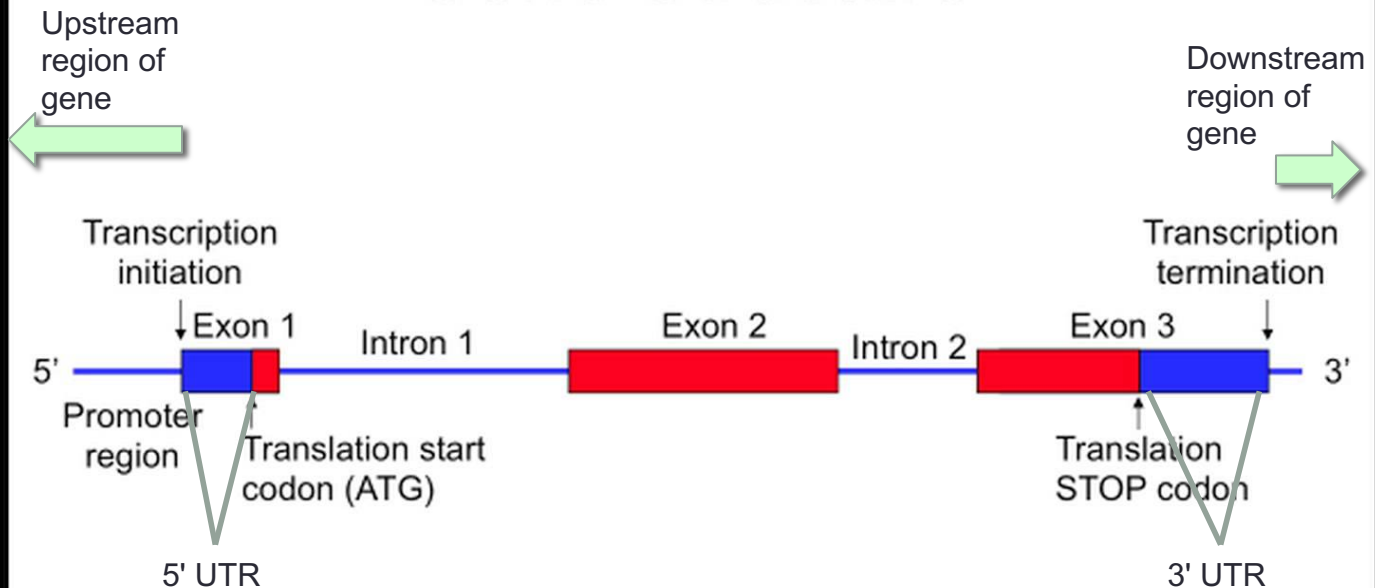 Upstream
region of
gene
Downstream
region of
gene
Transcription
initiation
Transcription
termination
Exon 1
Intron 1
Exon 2
Intron 2
Exon 3
5’
3’
Promoter
region
Translation start
codon (ATG)
Translation
STOP codon
5' UTR
3' UTR